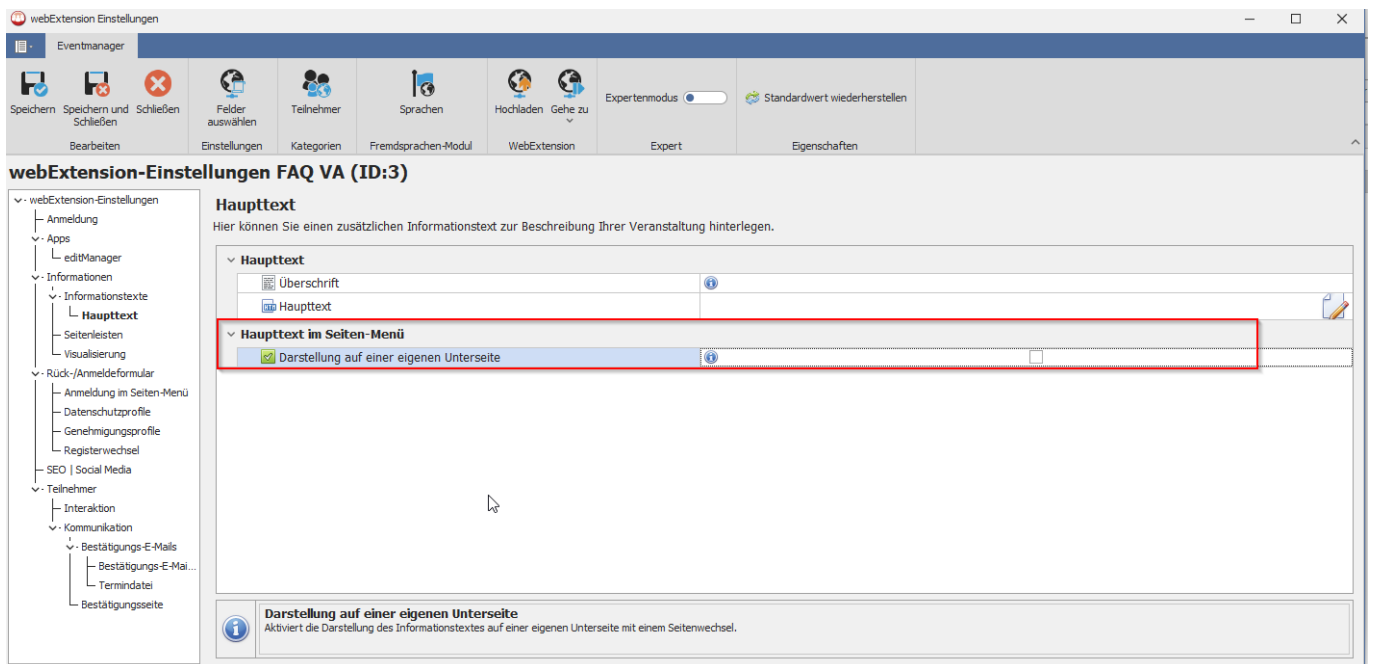 webExtension Einstellungen
Eventmanager
Speichern
Speichern und Schließen
Schließen
Felder auswählen
Teilnehmer
Sprachen
Hochladen
Gehe zu
Expertenmodus
Standardwert wiederherstellen
Bearbeiten
Einstellungen
Kategorien
Fremdsprachen-Modul
WebExtension
Expert
Eigenschaften
webExtension-Einstellungen FAQ VA (ID:3)
webExtension-Einstellungen
Anmeldung
Apps
editManager
Informationen
Informationstexte
Haupttext
Seitenleisten
Visualisierung
Rück-/Anmeldeformular
Anmeldung im Seiten-Menü
Datenschutzprofile
Genehmigungsprofile
Registerwechsel
SEO | Social Media
Teilnehmer
Interaktion
Kommunikation
Bestätigungs-E-Mails
Bestätigungs-E-Mai...
Termindatei
Bestätigungsseite
Haupttext
Hier können Sie einen zusätzlichen Informationstext zur Beschreibung Ihrer Veranstaltung hinterlegen.
Haupttext
Überschrift
Haupttext
Haupttext im Seiten-Menü
Darstellung auf einer eigenen Unterseite
Darstellung auf einer eigenen Unterseite
Aktiviert die Darstellung des Informationstextes auf einer eigenen Unterseite mit einem Seitenwechsel.